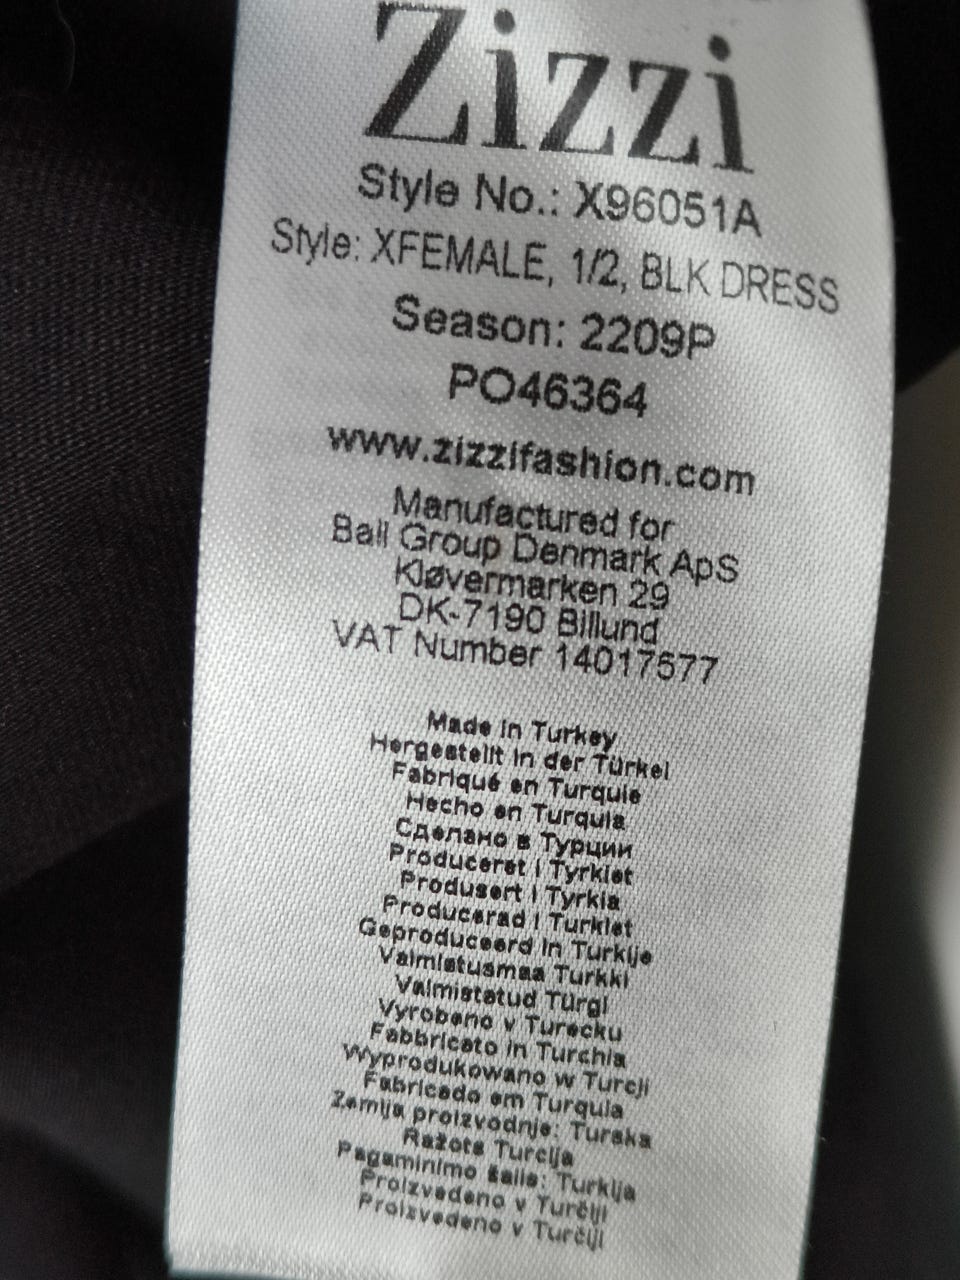 Zizzi
Style No.: X96051A
Style: XFEMALE, 1/2, BLK DRESS
Season: 2209P
PO46364
www.zizzifashion.com
Manufactured for
Ball Group Denmark ApS
Kløvermarken 29
DK-7190 Billund
VAT Number 14017577
Made in Turkey
Hergestellt in der Türkei
Fabriqué en Turquie
Hecho en Turquia
Сделано в Турции
Produceret i Tyrkiet
Produsert i Tyrkia
Producerad i Turkiet
Geproduceerd in Turkije
Valmistusmaa Turkki
Valmistatud Türgi
Vyrobeno v Turecku
Fabbricato in Turchia
Wyprodukowano w Turcji
Fabricado em Turquia
Zemlja proizvodnje: Turska
Ražots Turcija
Pagaminimo šalis: Turkija
Proizvedeno v Turčiji
Proizvedeno v Turčiji